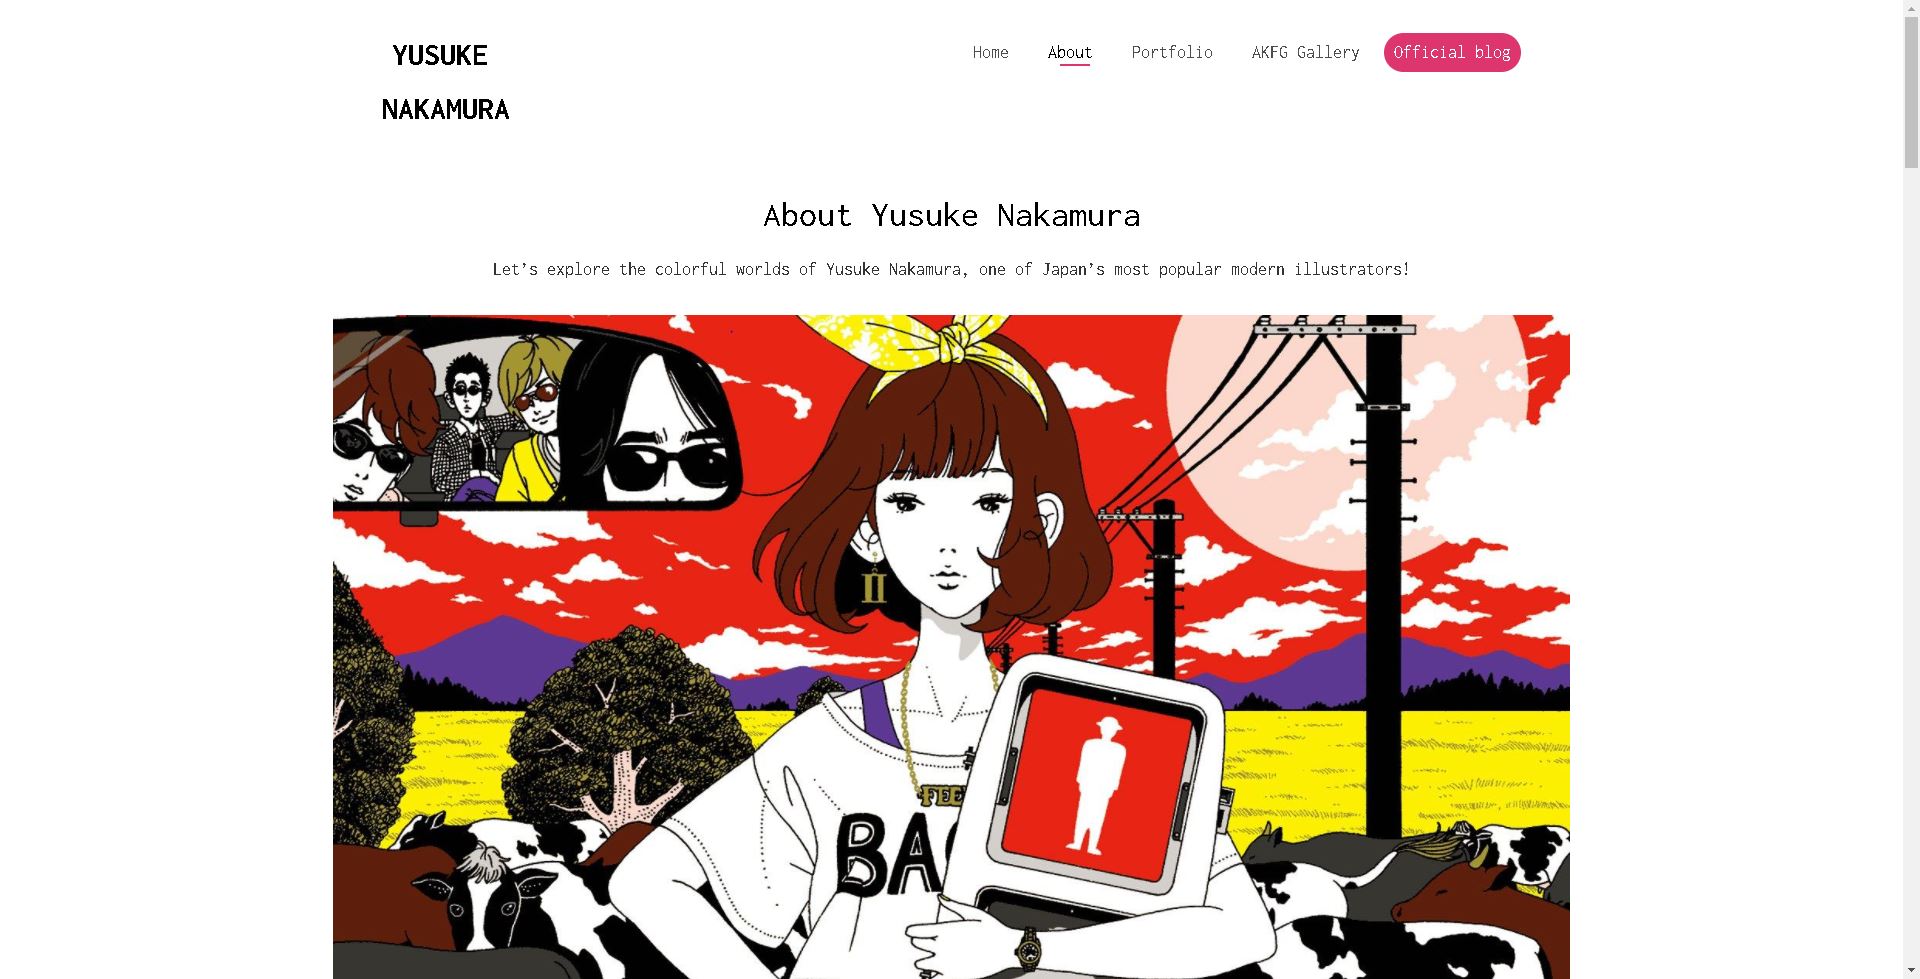 YUSUKE
NAKAMURA
Home About Portfolio AKFG Gallery Official blog
About Yusuke Nakamura
Let's explore the colorful worlds of Yusuke Nakamura, one of Japan's most popular modern illustrators!
II
FEE
BA